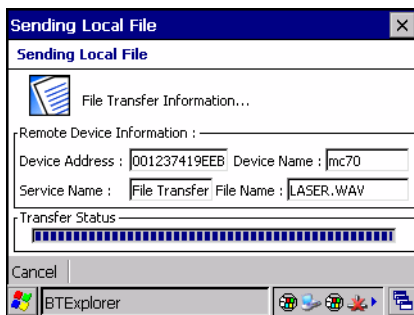 Sending Local File
Sending Local File
File Transfer Information...
Remote Device Information :
Device Address : 001237419EEB Device Name : mc70
Service Name : File Transfer File Name : LASER.WAV
Transfer Status
Cancel
BTExplorer